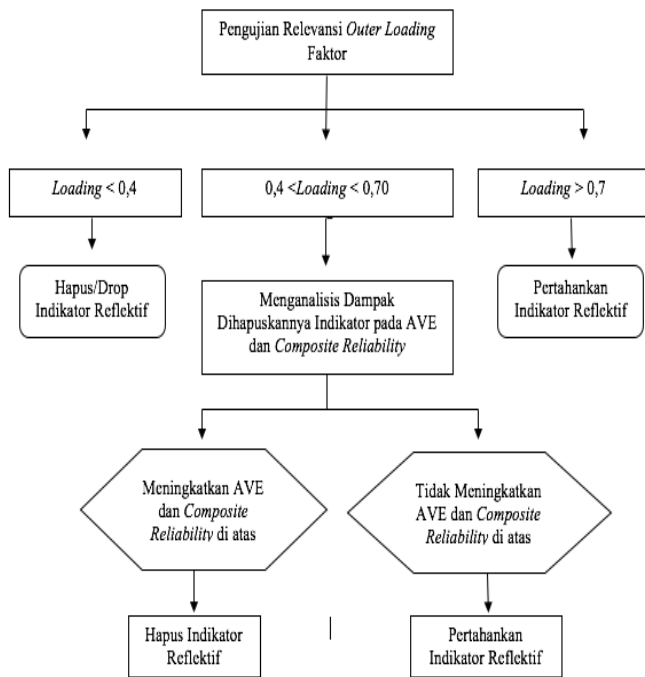 Pengujian Relevansi Outer Loading
Faktor
Loading < 0,4
0,4 <Loading < 0,70
Loading > 0,7
Hapus/Drop
Indikator Reflektif
Menganalisis Dampak
Dihapuskannya Indikator pada AVE
dan Composite Reliability
Pertahankan
Indikator Reflektif
Meningkatkan AVE
dan Composite
Reliability di atas
Tidak Meningkatkan
AVE dan Composite
Reliability di atas
Hapus Indikator
Reflektif
Pertahankan
Indikator Reflektif